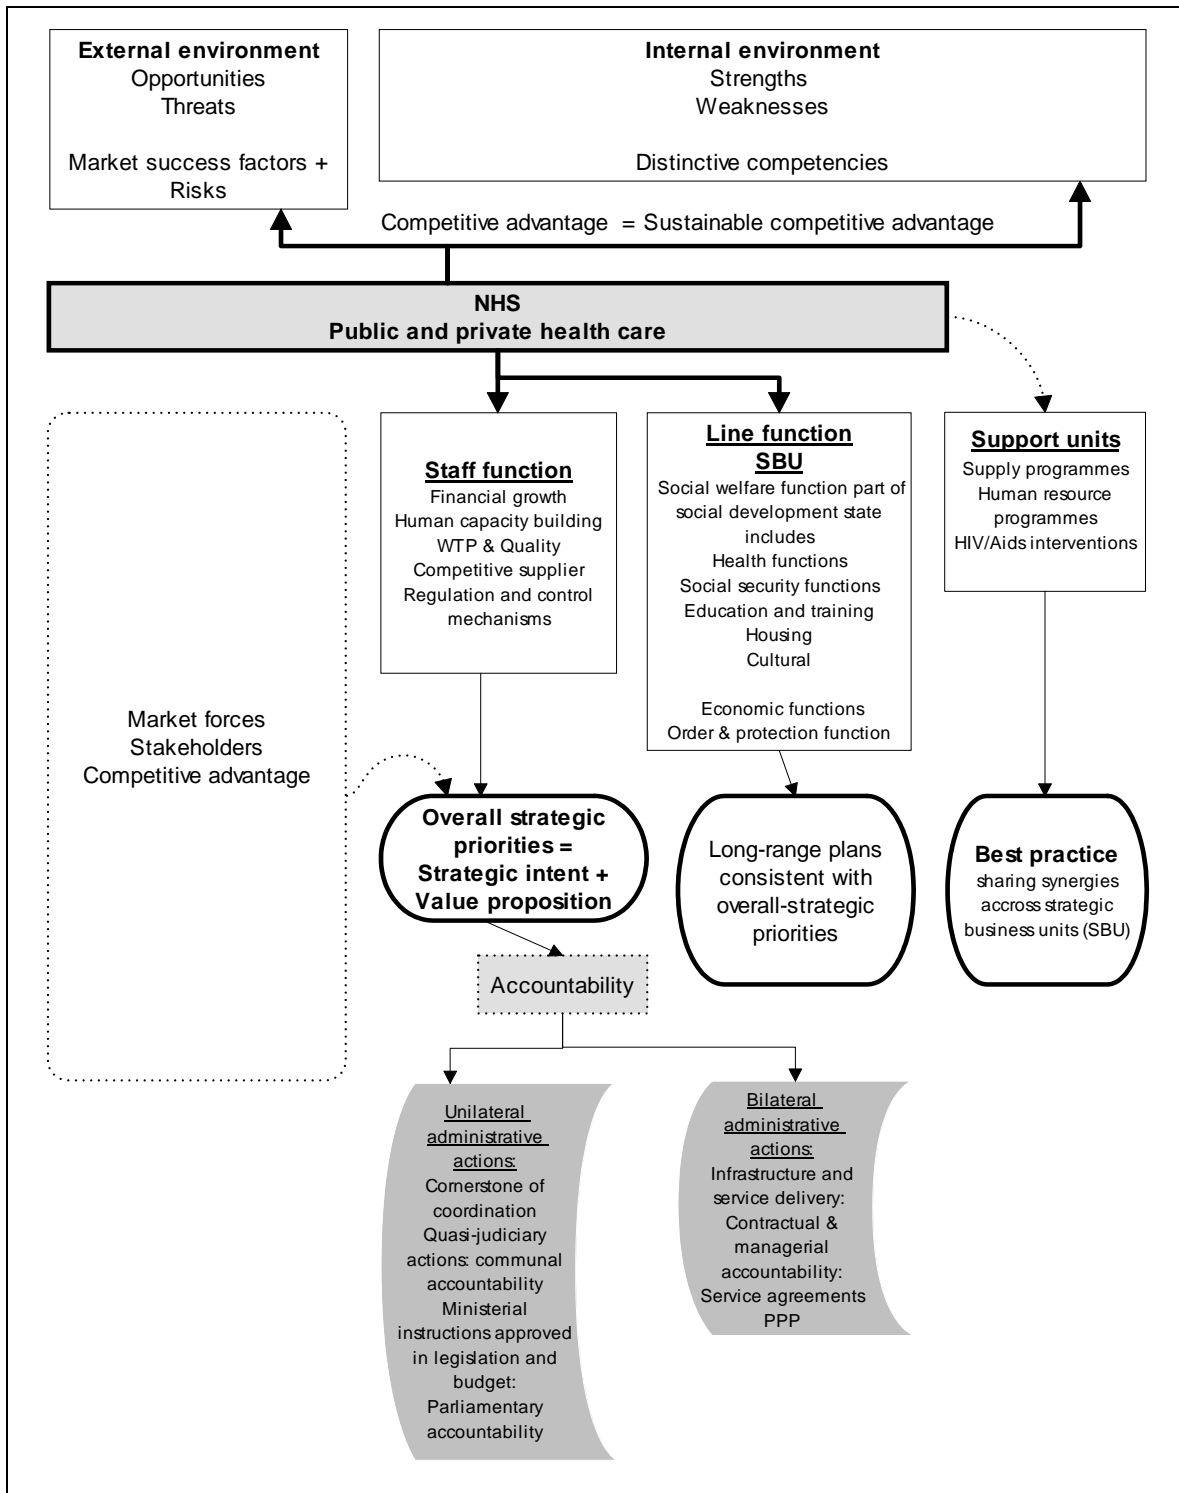 External environment
Opportunities
Threats
Market success factors +
Risks
Internal environment
Strengths
Weaknesses
Distinctive competencies
Competitive advantage = Sustainable competitive advantage
NHS
Public and private health care
Market forces
Stakeholders
Competitive advantage
Staff function
Financial growth
Human capacity building
WTP & Quality
Competitive supplier
Regulation and control
mechanisms
Line function
SBU
Social welfare function part of
social development state
includes
Health functions
Social security functions
Education and training
Housing
Cultural
Economic functions
Order & protection function
Support units
Supply programmes
Human resource
programmes
HIV/Aids interventions
Overall strategic
priorities =
Strategic intent +
Value proposition
Long-range plans
consistent with
overall-strategic
priorities
Best practice
sharing synergies
accross strategic
business units (SBU)
Accountability
Unilateral
administrative
actions:
Cornerstone of
coordination
Quasi-judiciary
actions: communal
accountability
Ministerial
instructions approved
in legislation and
budget:
Parliamentary
accountability
Bilateral
administrative
actions:
Infrastructure and
service delivery:
Contractual &
managerial
accountability:
Service agreements
PPP